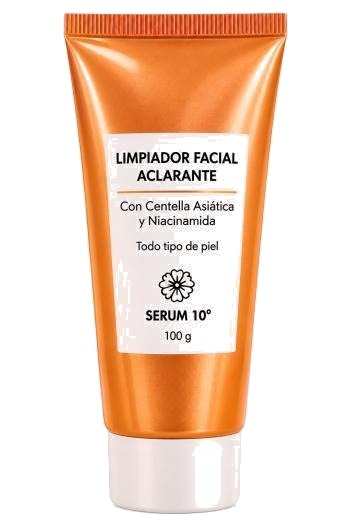 LIMPIADOR FACIAL
ACLARANTE
Con Centella Asiática
y Niacinamida
Todo tipo de piel
SERUM 10°
100 g